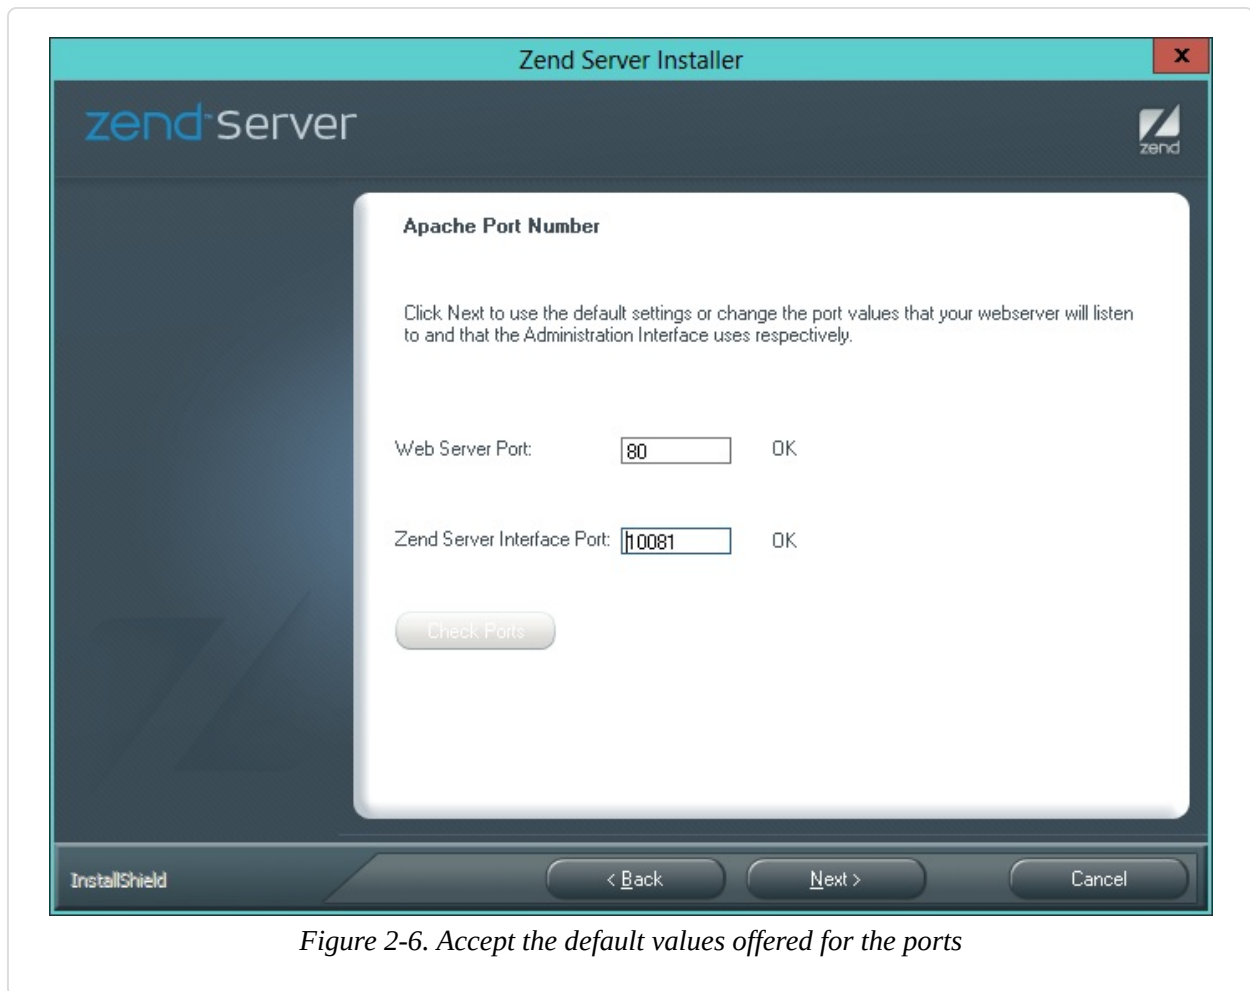 Zend Server Installer
x
zend™server
zend
Apache Port Number
Click Next to use the default settings or change the port values that your webserver will listen
to and that the Administration Interface uses respectively.
Web Server Port: 80 OK
Zend Server Interface Port: 10081 OK
Check Ports
InstallShield < Back Next > Cancel
Figure 2-6. Accept the default values offered for the ports